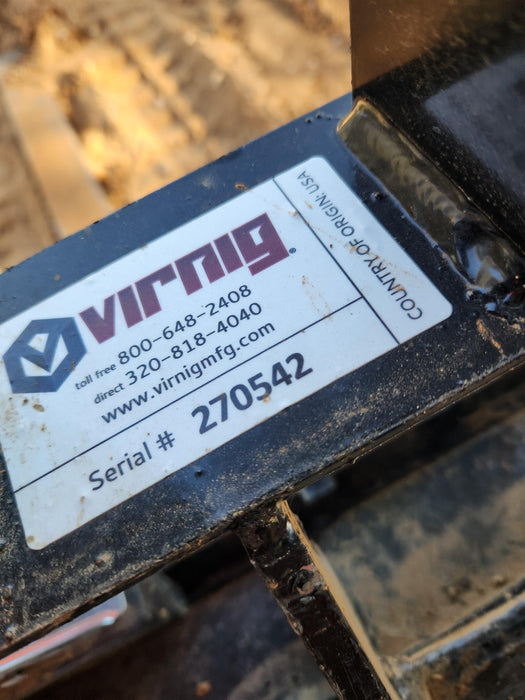 virnig®
toll free 800-648-2408
direct 320-818-4040
www.virnigmfg.com
Serial # 270542
COUNTRY OF ORIGIN: USA